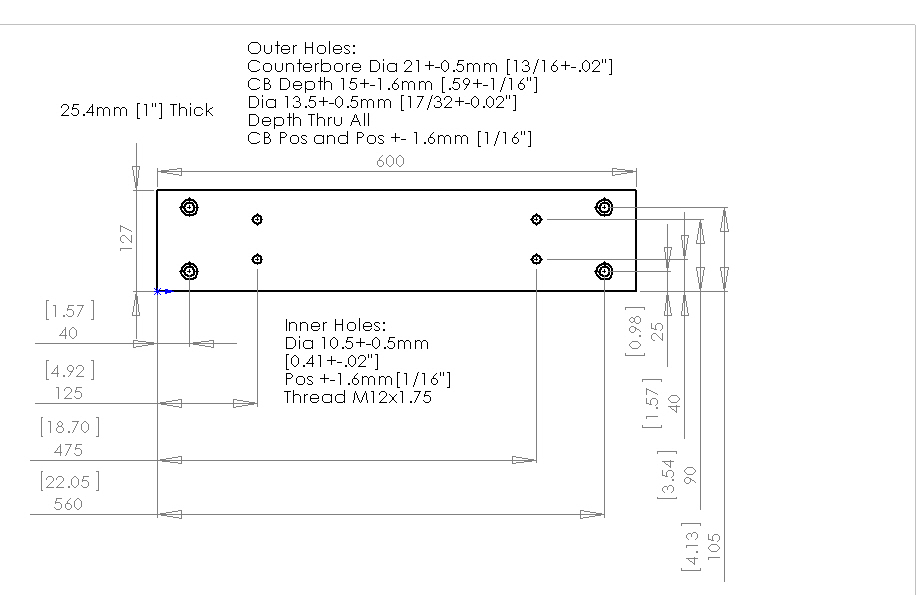 Outer Holes:
Counterbore Dia 21+-0.5mm [13/16+-.02"]
CB Depth 15+-1.6mm [.59+-1/16"]
Dia 13.5+-0.5mm [17/32+-0.02"]
Depth Thru All
CB Pos and Pos +- 1.6mm [1/16"]
25.4mm [1"] Thick
600
127
[1.57]
40
[4.92]
125
[18.70]
475
[22.05]
560
Inner Holes:
Dia 10.5+-0.5mm
[0.41+-.02"]
Pos +-1.6mm[1/16"]
Thread M12x1.75
[0.98]
25
[1.57]
40
[3.54]
90
[4.13]
105